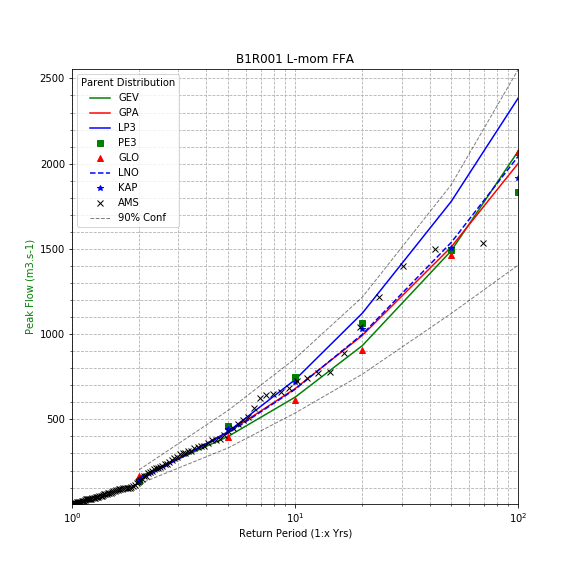 B1R001 L-mom FFA
Parent Distribution
GEV
GPA
LP3
PE3
GLO
LNO
KAP
AMS
90% Conf
2500
2000
1500
1000
500
Peak Flow (m3.s-1)
10⁰ 10¹ 10²
Return Period (1:x Yrs)